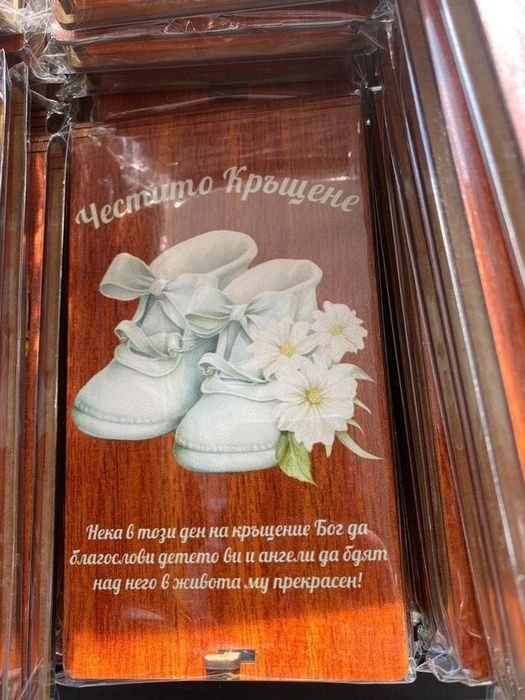 Честито Кръщене
Нека в този ден на кръщение Бог да
благослови детето ви и ангели да бдят
над него в живота му прекрасен!